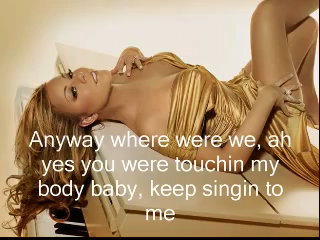 Anyway where were we, ah
yes you were touchin my
body baby, keep singin to
me